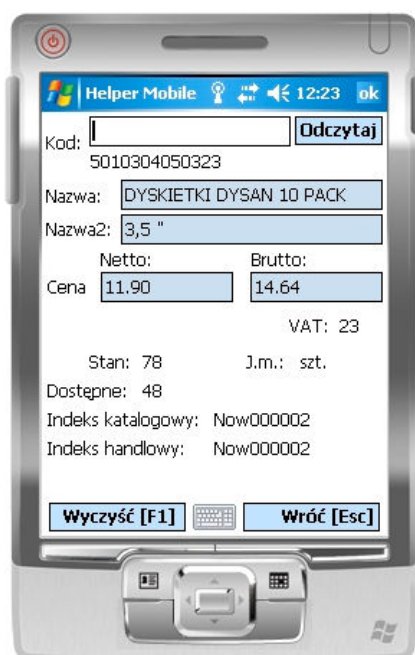 Helper Mobile 12:23 ok
Kod: Odczytaj
5010304050323
Nazwa: DYSKIETKI DYSAN 10 PACK
Nazwa2: 3,5 "
Netto: Brutto:
Cena 11.90 14.64
VAT: 23
Stan: 78 J.m.: szt.
Dostępne: 48
Indeks katalogowy: Now000002
Indeks handlowy: Now000002
Wyczyść [F1] Wróć [Esc]